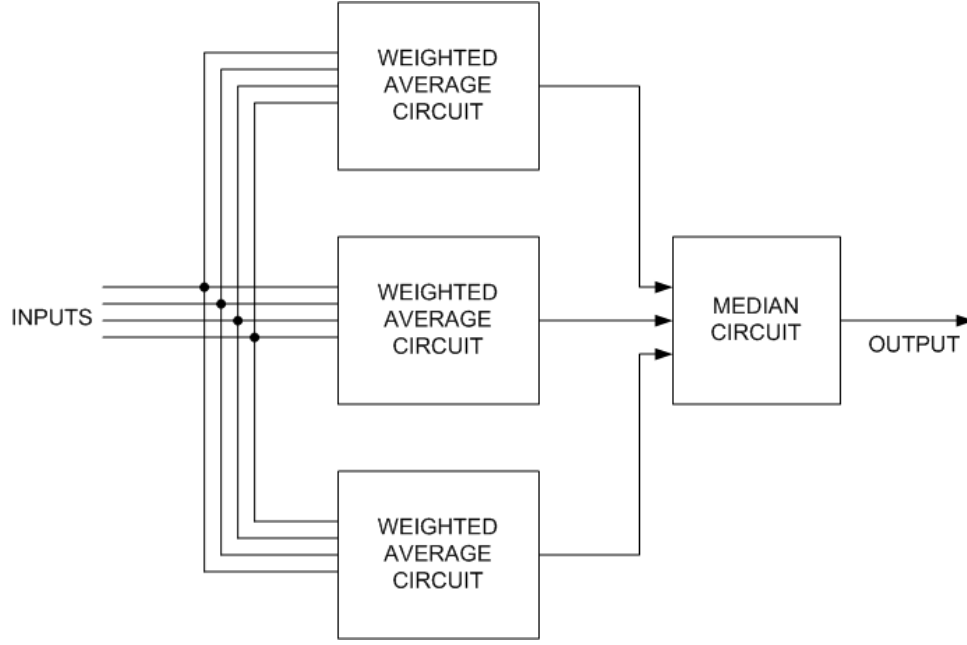 WEIGHTED
AVERAGE
CIRCUIT
INPUTS
WEIGHTED
AVERAGE
CIRCUIT
MEDIAN
CIRCUIT
OUTPUT
WEIGHTED
AVERAGE
CIRCUIT